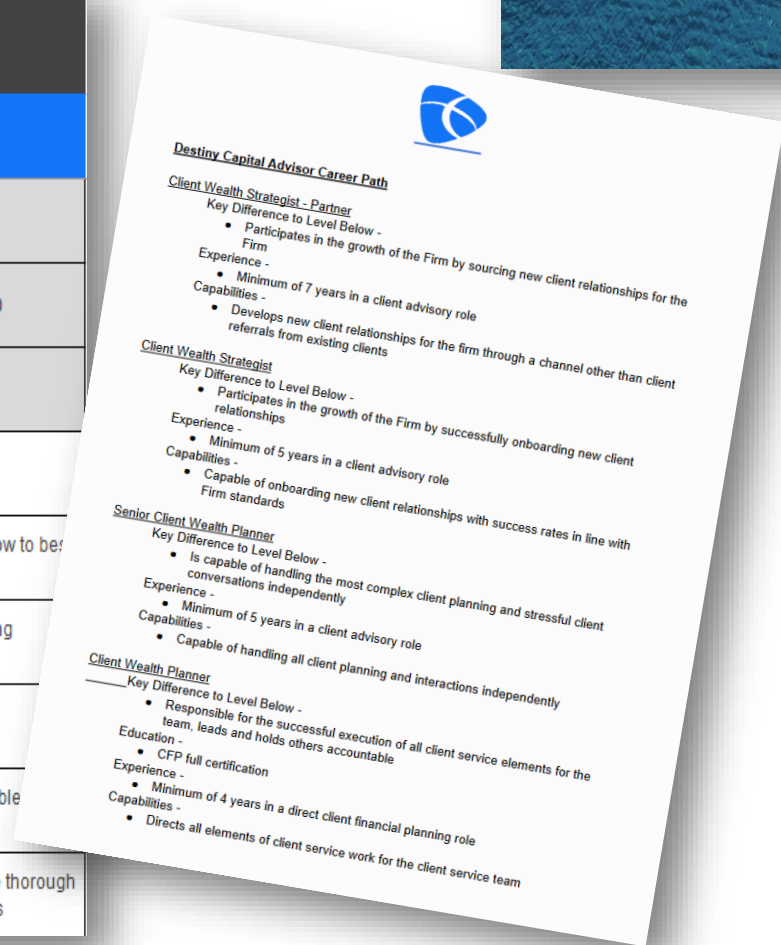 Destiny Capital Advisor Career Path
Client Wealth Strategist - Partner
Key Difference to Level Below -
● Participates in the growth of the Firm by sourcing new client relationships for the
Firm
Experience -
● Minimum of 7 years in a client advisory role
Capabilities -
● Develops new client relationships for the firm through a channel other than client
referrals from existing clients
Client Wealth Strategist
Key Difference to Level Below -
● Participates in the growth of the Firm by successfully onboarding new client
relationships
Experience -
● Minimum of 5 years in a client advisory role
Capabilities -
● Capable of onboarding new client relationships with success rates in line with
Firm standards
Senior Client Wealth Planner
Key Difference to Level Below -
● Is capable of handling the most complex client planning and stressful client
conversations independently
Experience -
● Minimum of 5 years in a client advisory role
Capabilities -
● Capable of handling all client planning and interactions independently
Client Wealth Planner
Key Difference to Level Below -
● Responsible for the successful execution of all client service elements for the
team, leads and holds others accountable
Education -
● CFP full certification
Experience -
● Minimum of 4 years in a direct client financial planning role
Capabilities -
● Directs all elements of client service work for the client service team
to
thorough